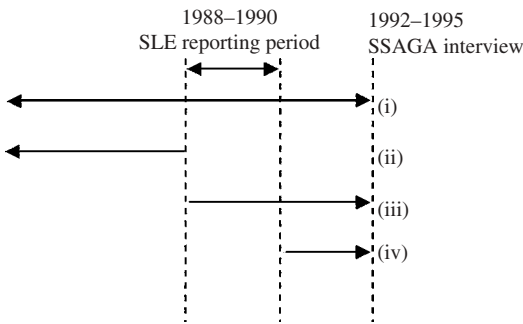 1988–1990
SLE reporting period
1992–1995
SSAGA interview
(i)
(ii)
(iii)
(iv)